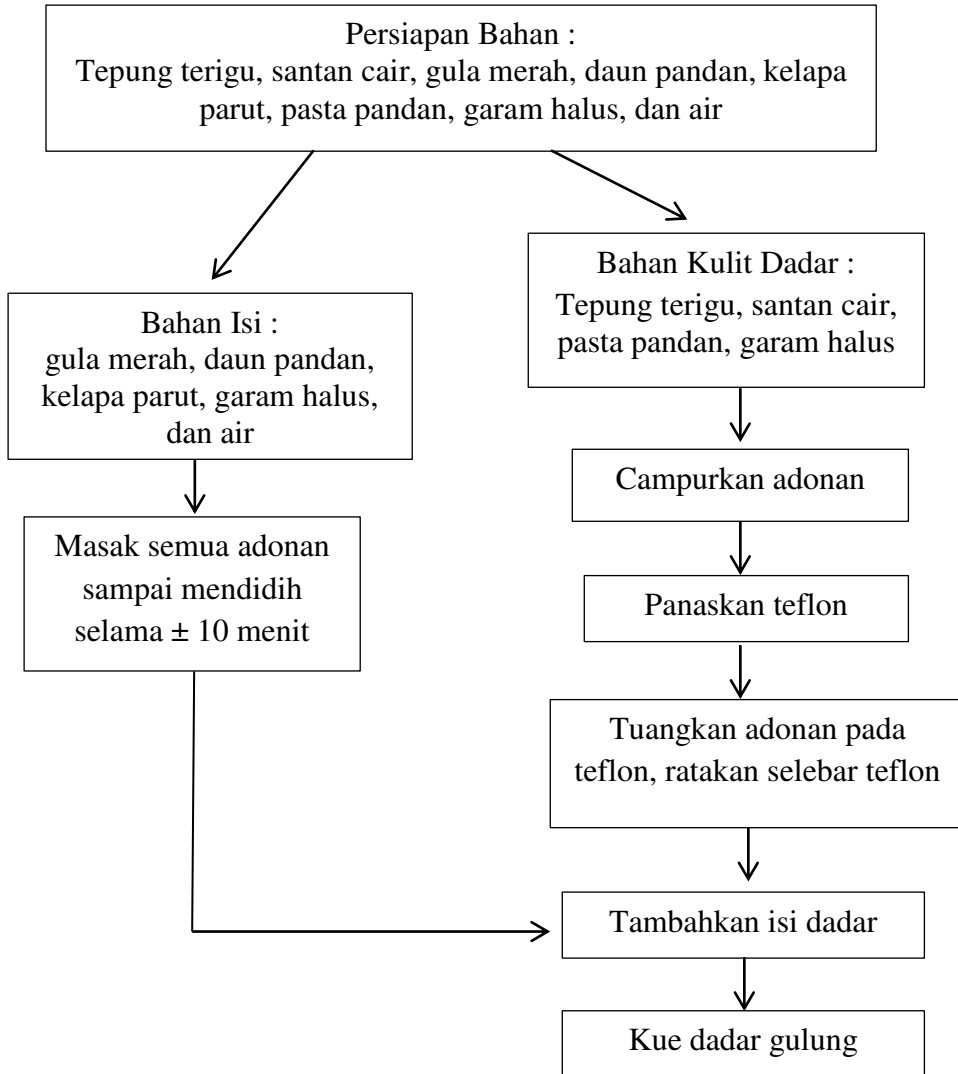 Persiapan Bahan :
Tepung terigu, santan cair, gula merah, daun pandan, kelapa
parut, pasta pandan, garam halus, dan air
Bahan Isi :
gula merah, daun pandan,
kelapa parut, garam halus,
dan air
Masak semua adonan
sampai mendidih
selama ± 10 menit
Bahan Kulit Dadar :
Tepung terigu, santan cair,
pasta pandan, garam halus
Campurkan adonan
Panaskan teflon
Tuangkan adonan pada
teflon, ratakan selebar teflon
Tambahkan isi dadar
Kue dadar gulung